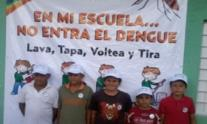 EN MI ESCUELA...
NO ENTRA EL DENGUE
Lava, Tapa, Voltea y Tira